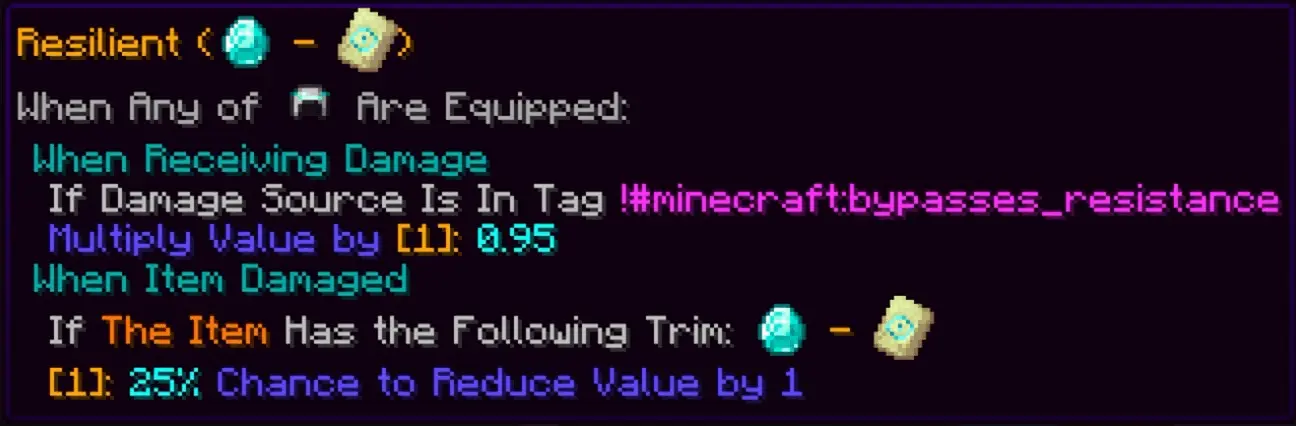 Resilient ( - )
When Any of Are Equipped:
When Receiving Damage
If Damage Source Is In Tag !#minecraft:bypasses_resistance
Multiply Value by [1]: 0.95
When Item Damaged
If The Item Has the Following Trim: -
[1]: 25% Chance to Reduce Value by 1